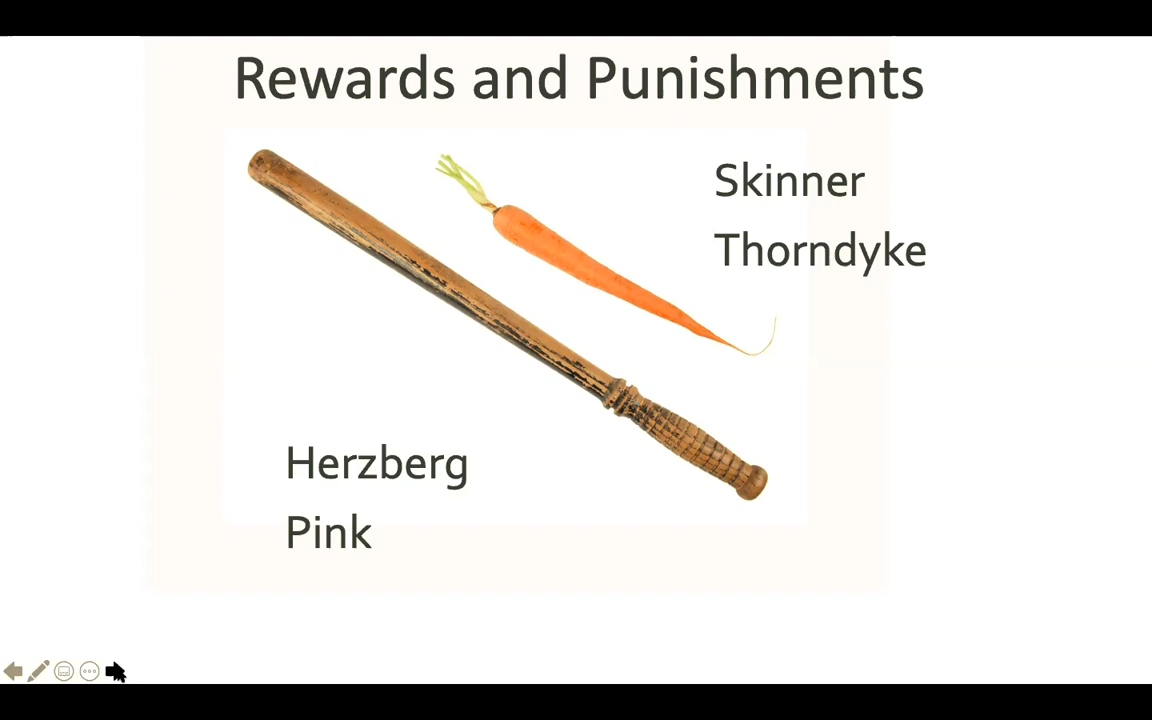 Rewards and Punishments
Skinner
Thorndyke
Herzberg
Pink